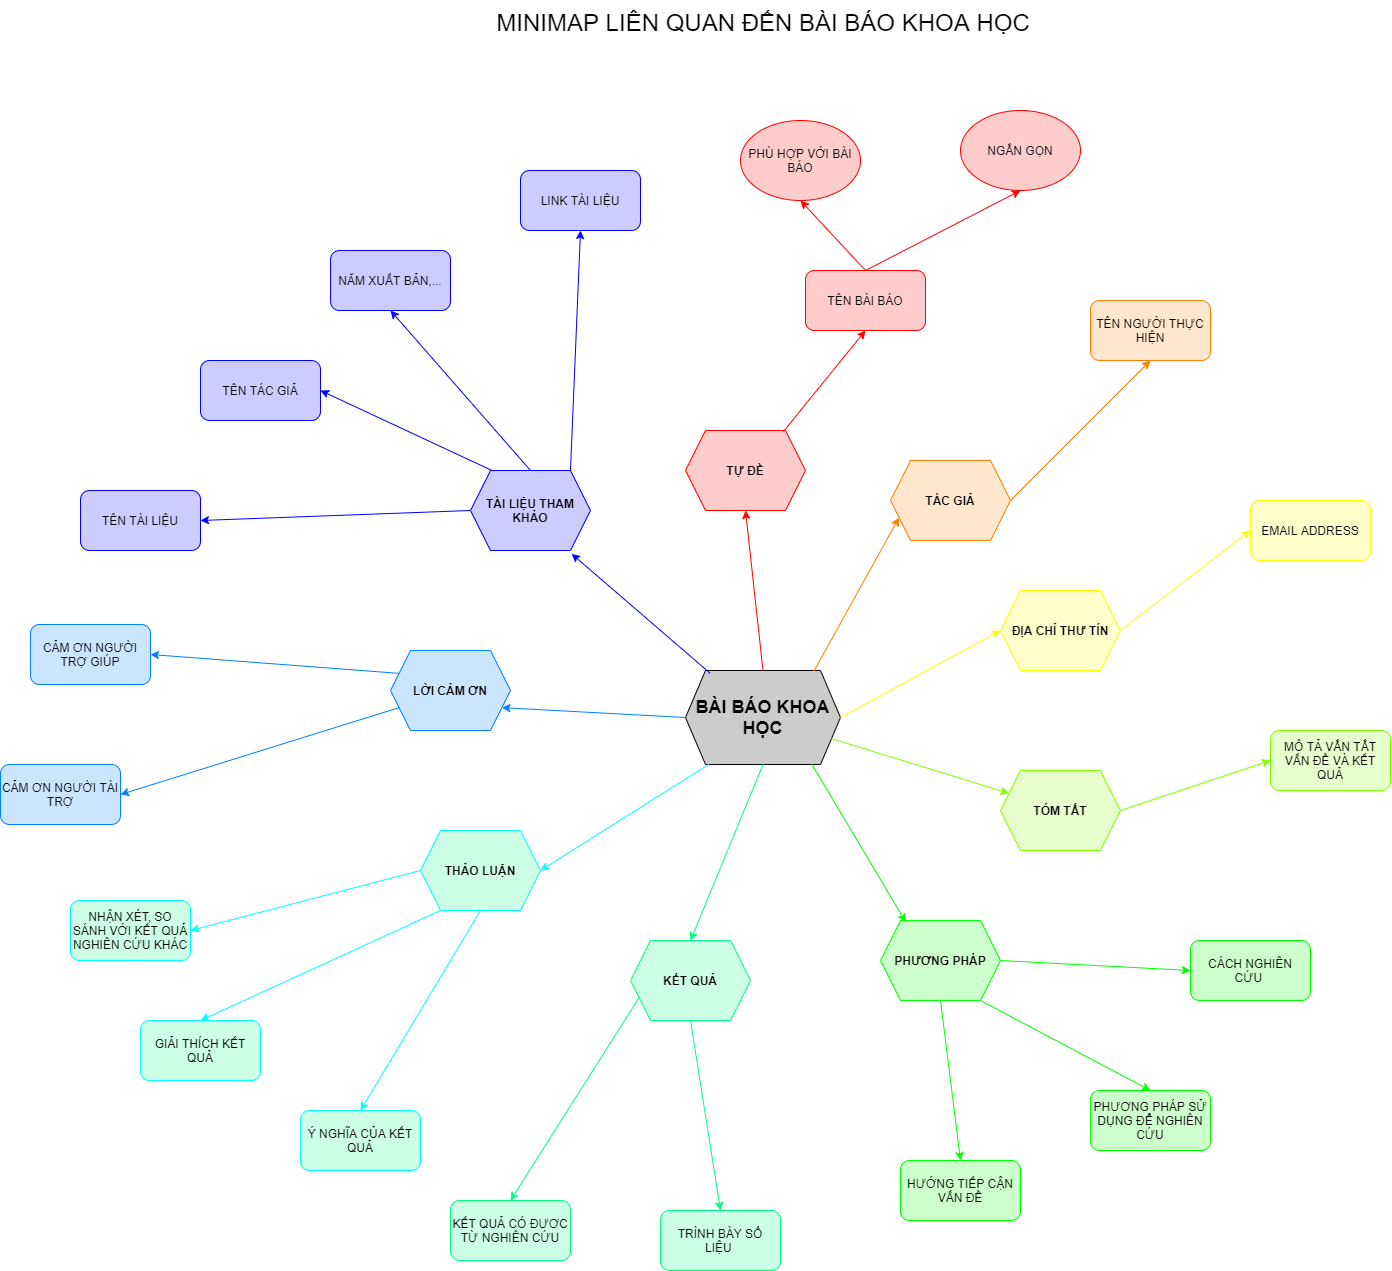 MINIMAP LIÊN QUAN ĐẾN BÀI BÁO KHOA HỌC
PHÙ HỢP VỚI BÀI
BÁO
NGẮN GỌN
LINK TÀI LIỆU
NĂM XUẤT BẢN,...
TÊN BÀI BÁO
TÊN NGƯỜI THỰC
HIỆN
TÊN TÁC GIẢ
TỰ ĐỀ
TÁC GIẢ
TÀI LIỆU THAM
KHẢO
TÊN TÀI LIỆU
EMAIL ADDRESS
ĐỊA CHỈ THƯ TÍN
CẢM ƠN NGƯỜI
TRỢ GIÚP
LỜI CẢM ƠN
BÀI BÁO KHOA
HỌC
MÔ TẢ VẮN TẮT
VẤN ĐỀ VÀ KẾT
QUẢ
CẢM ƠN NGƯỜI TÀI
TRỢ
TÓM TẮT
THẢO LUẬN
NHẬN XÉT, SO
SÁNH VỚI KẾT QUẢ
NGHIÊN CỨU KHÁC
KẾT QUẢ
PHƯƠNG PHÁP
CÁCH NGHIÊN
CỨU
GIẢI THÍCH KẾT
QUẢ
PHƯƠNG PHÁP SỬ
DỤNG ĐỂ NGHIÊN
CỨU
Ý NGHĨA CỦA KẾT
QUẢ
HƯỚNG TIẾP CẬN
VẤN ĐỀ
KẾT QUẢ CÓ ĐƯỢC
TỪ NGHIÊN CỨU
TRÌNH BÀY SỐ
LIỆU